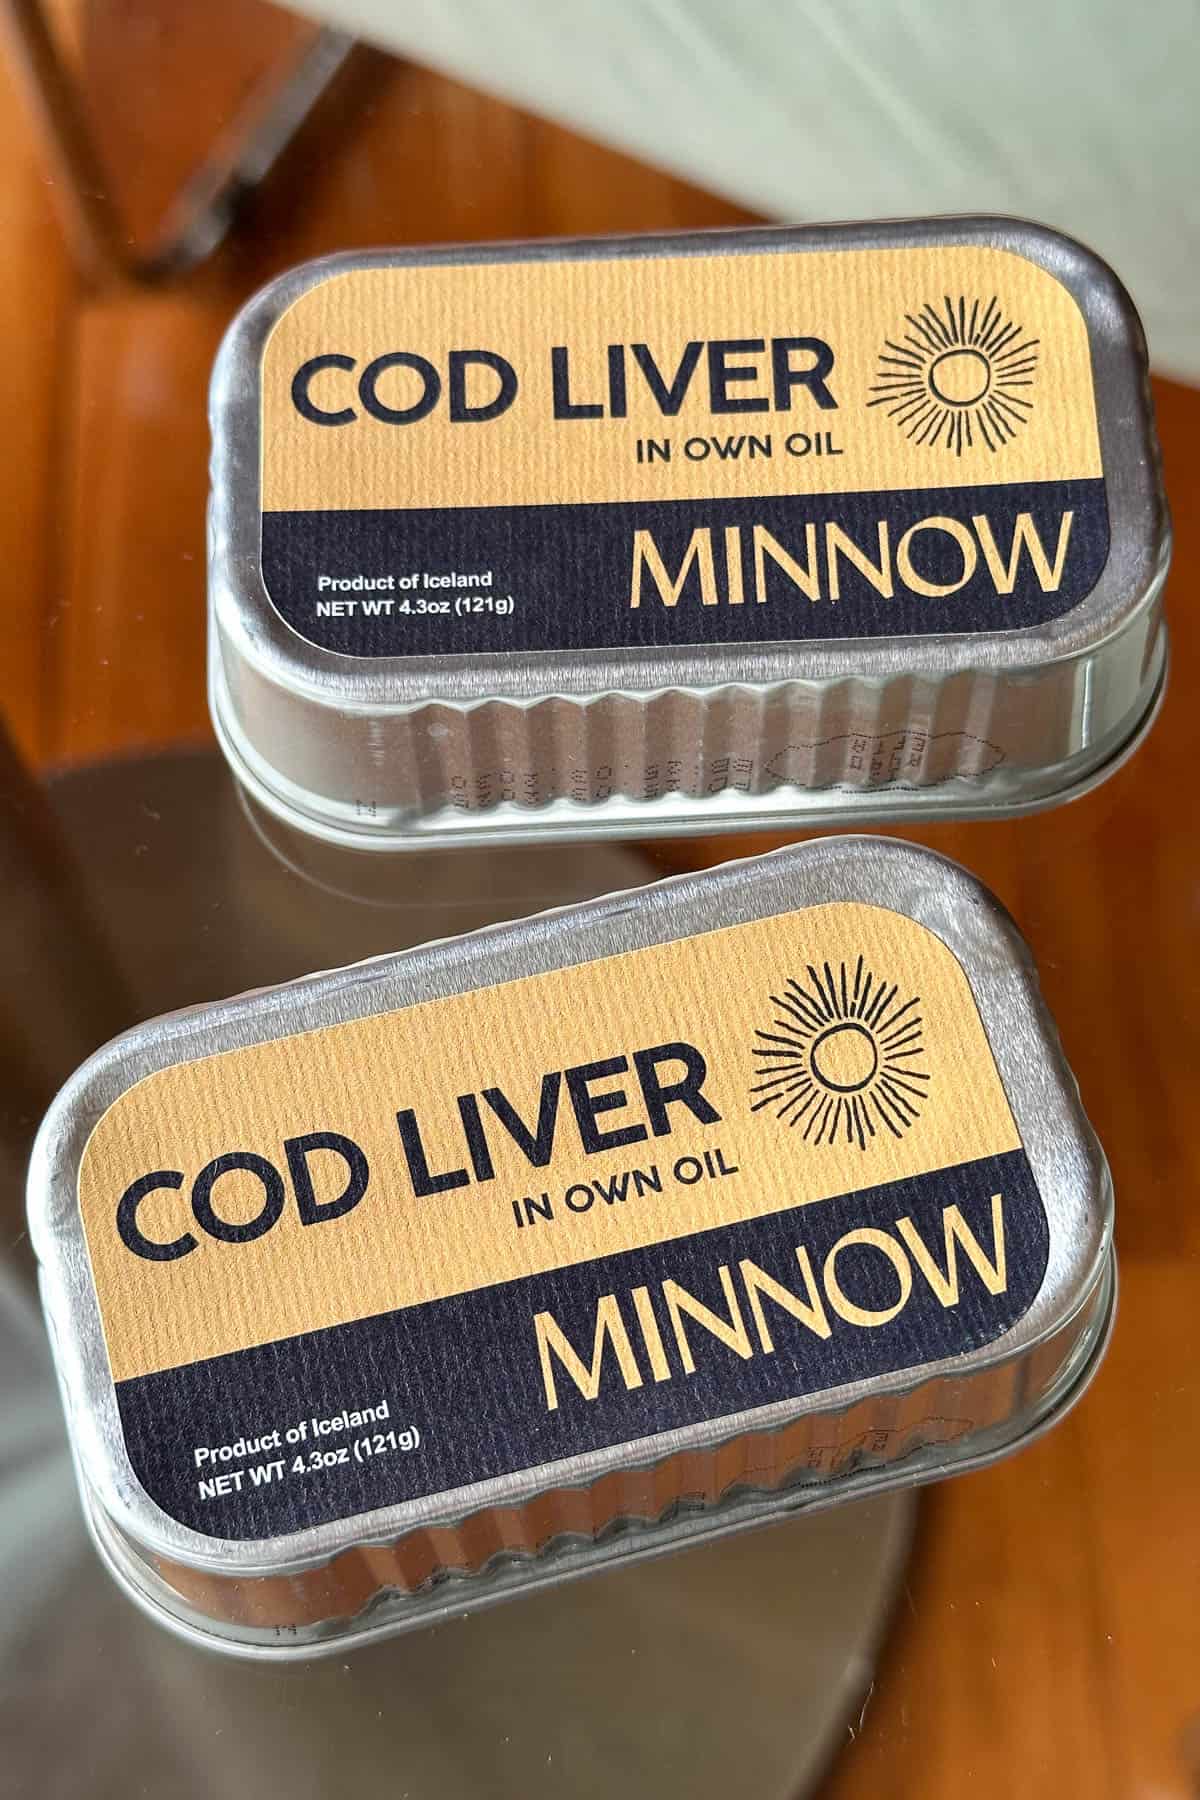 COD LIVER
IN OWN OIL
MINNOW
Product of Iceland
NET WT 4.3oz (121g)
COD LIVER
IN OWN OIL
MINNOW
Product of Iceland
NET WT 4.3oz (121g)